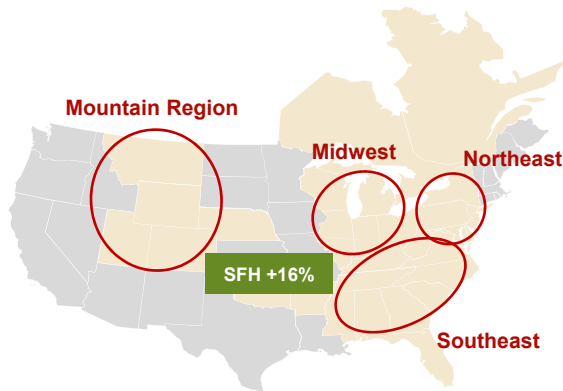 Mountain Region
Midwest
Northeast
SFH +16%
Southeast